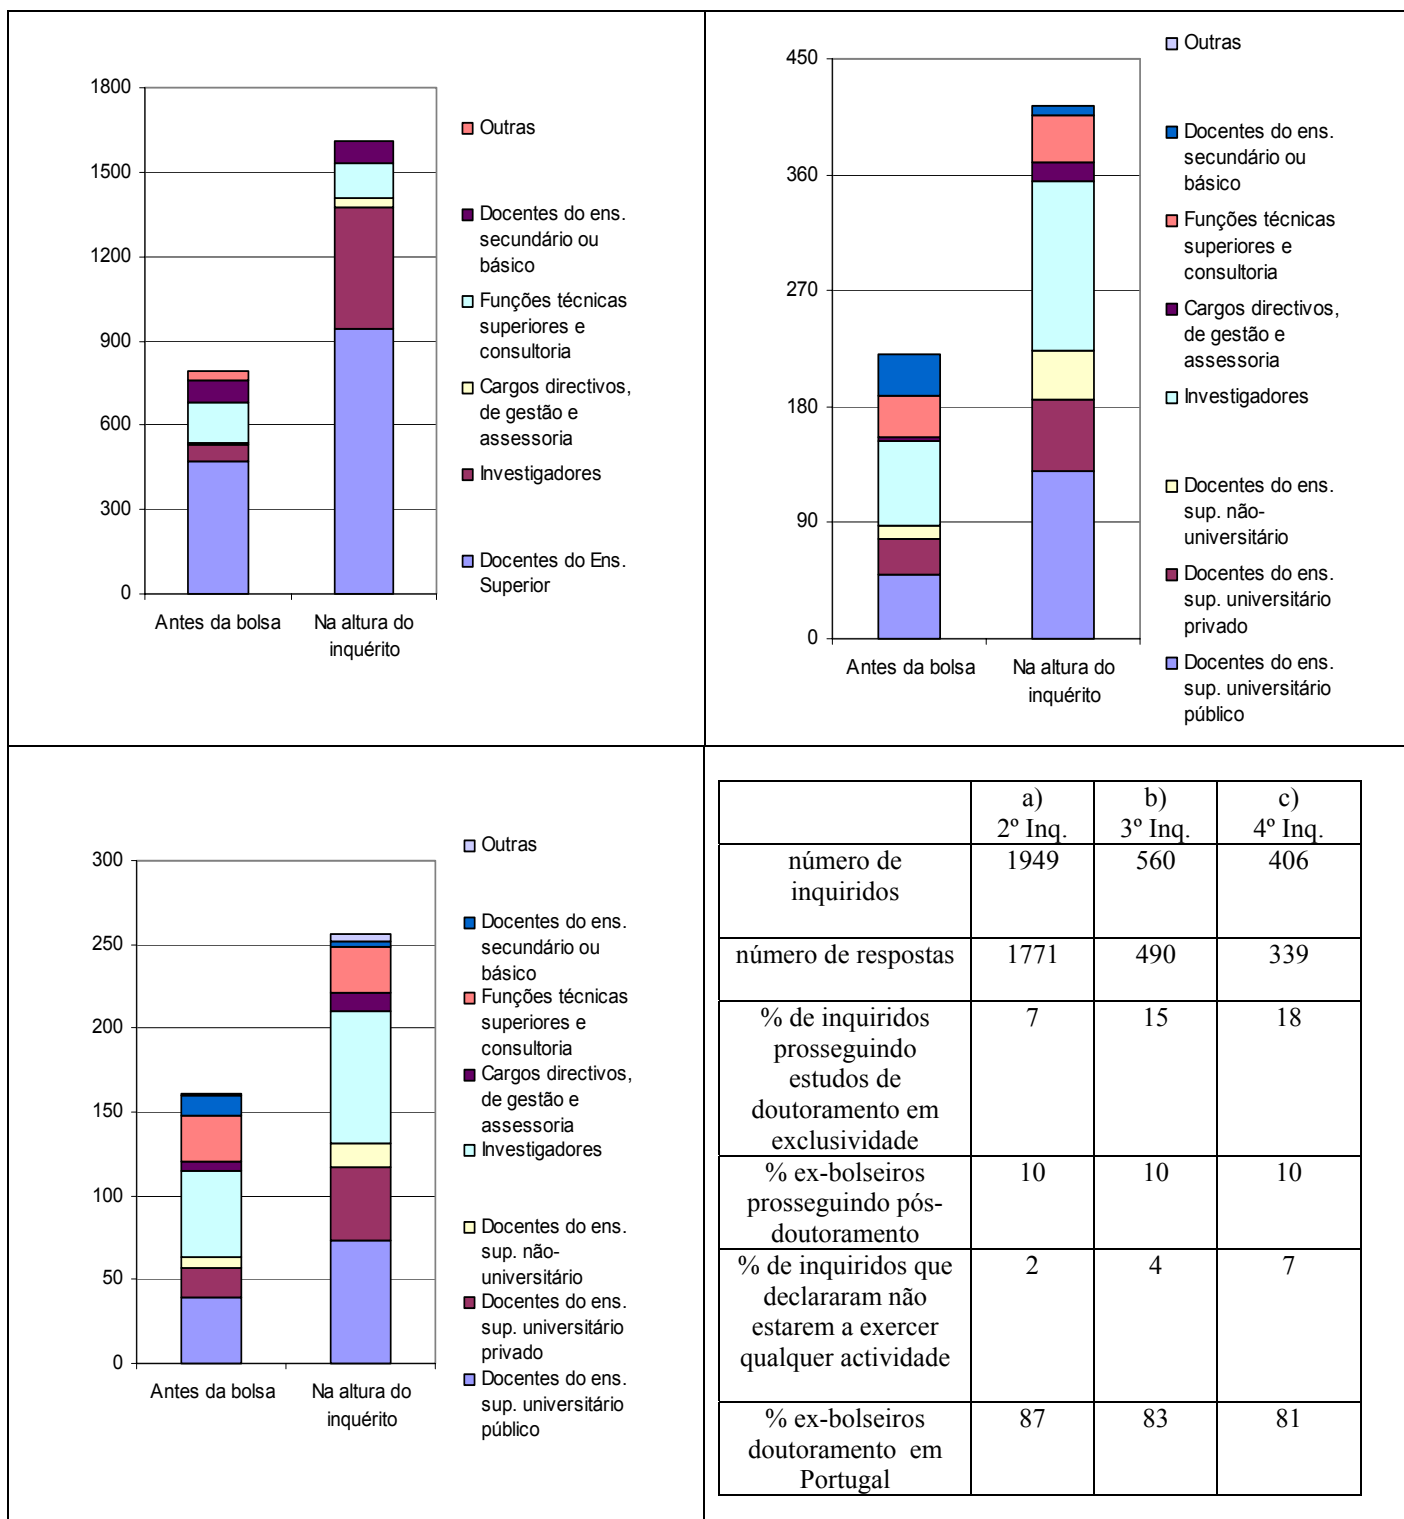 1800
1500
1200
900
600
300
0
Antes da bolsa
Na altura do
inquérito
Outras
Docentes do ens.
secundário ou
básico
Funções técnicas
superiores e
consultoria
Cargos directivos,
de gestão e
assessoria
Investigadores
Docentes do Ens.
Superior
450
360
270
180
90
0
Antes da bolsa
Na altura do
inquérito
Outras
Docentes do ens.
secundário ou
básico
Funções técnicas
superiores e
consultoria
Cargos directivos,
de gestão e
assessoria
Investigadores
Docentes do ens.
sup. não-
universitário
Docentes do ens.
sup. universitário
privado
Docentes do ens.
sup. universitário
público
300
250
200
150
100
50
0
Antes da bolsa
Na altura do
inquérito
Outras
Docentes do ens.
secundário ou
básico
Funções técnicas
superiores e
consultoria
Cargos directivos,
de gestão e
assessoria
Investigadores
Docentes do ens.
sup. não-
universitário
Docentes do ens.
sup. universitário
privado
Docentes do ens.
sup. universitário
público
a) b) c)
2º Inq. 3º Inq. 4º Inq.
número de 1949 560 406
inquiridos
número de respostas 1771 490 339
% de inquiridos 7 15 18
prosseguindo
estudos de
doutoramento em
exclusividade
% ex-bolseiros 10 10 10
prosseguindo pós-
doutoramento
% de inquiridos que 2 4 7
declararam não
estarem a exercer
qualquer actividade
% ex-bolseiros 87 83 81
doutoramento em
Portugal